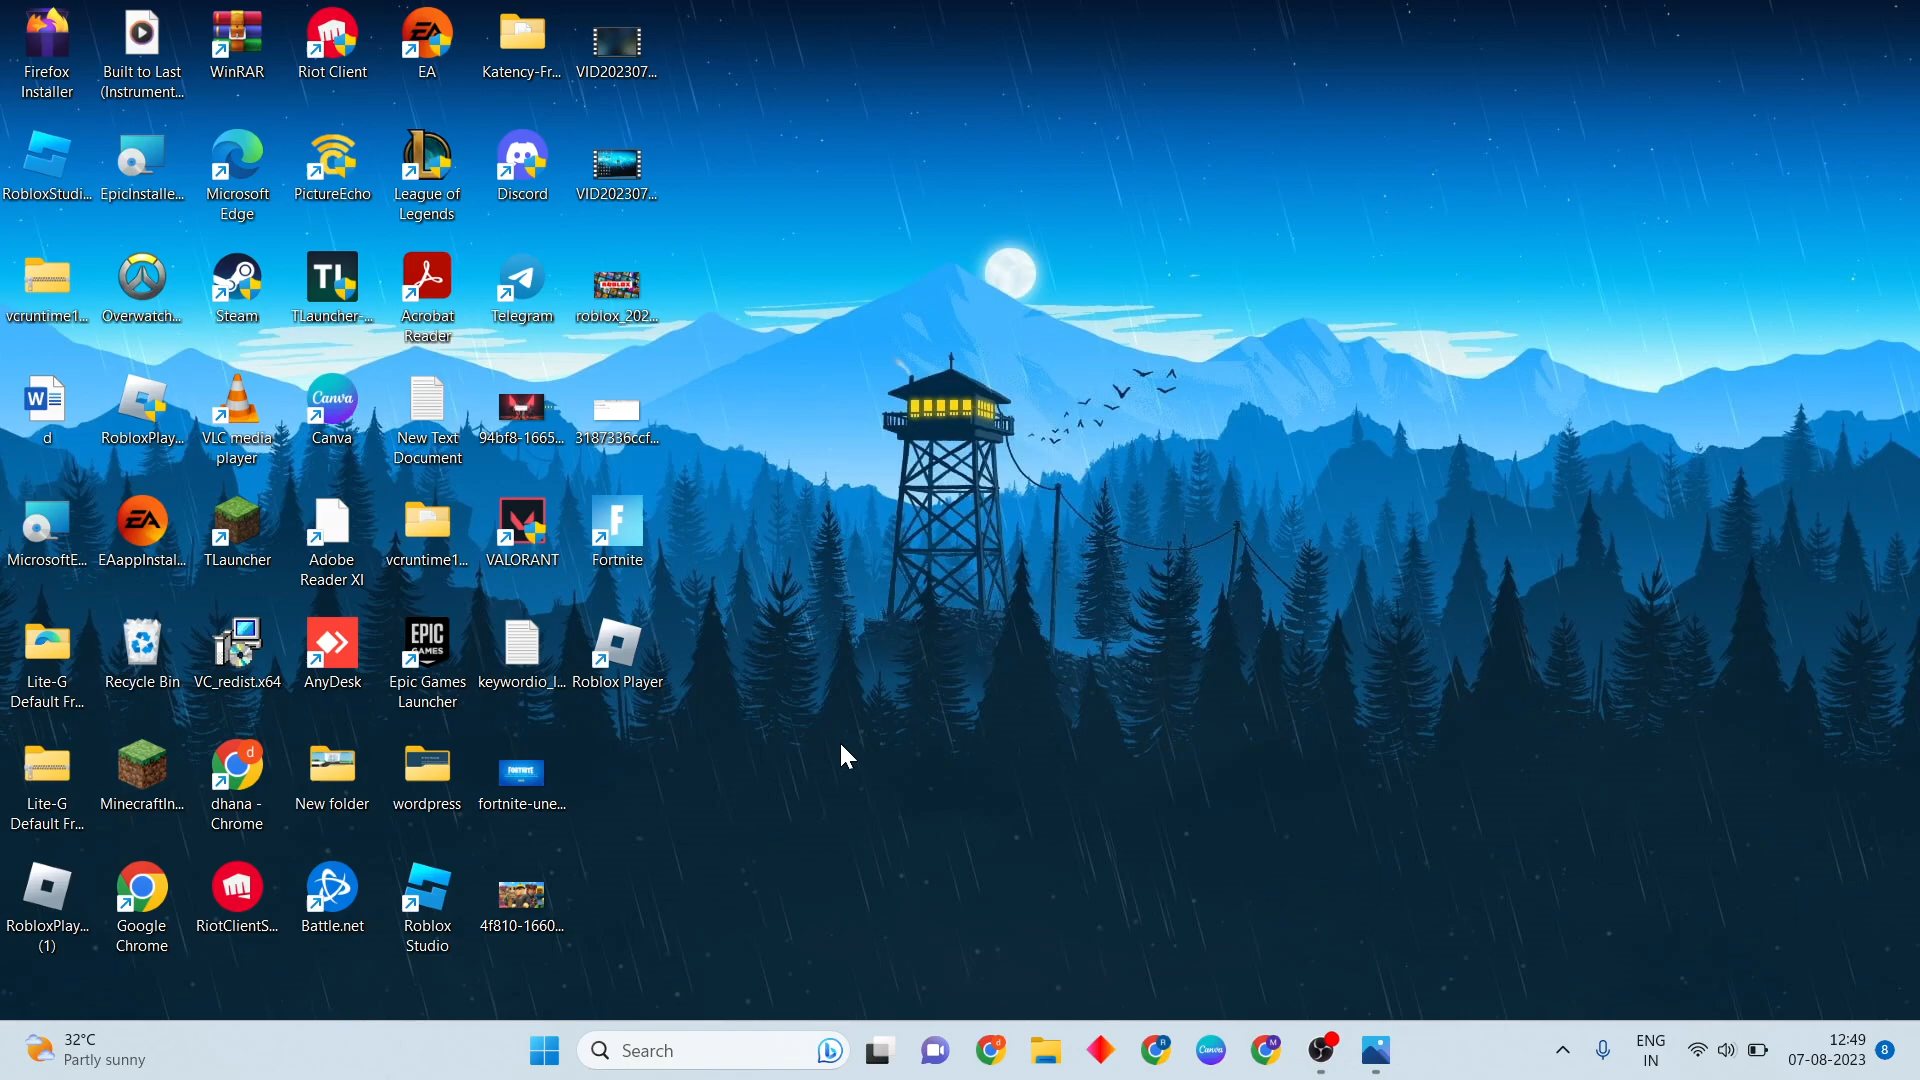 Firefox
Installer
Built to Last
(Instrument...
WinRAR
Riot Client
EA
Katency-Fr...
VID202307...
RobloxStudi...
EpicInstalle...
Microsoft
Edge
PictureEcho
League of
Legends
Discord
VID202307...
vcruntime1...
Overwatch...
Steam
TLauncher-...
Acrobat
Reader
Telegram
roblox_202...
d
RobloxPlay...
VLC media
player
Canva
New Text
Document
94bf8-1665...
3187336ccf...
MicrosoftE...
EAappInstal...
TLauncher
Adobe
Reader XI
vcruntime1...
VALORANT
Fortnite
Lite-G
Default Fr...
Recycle Bin
VC_redist.x64
AnyDesk
EPIC
GAMES
Epic Games
Launcher
keywordio_l...
Roblox Player
Lite-G
Default Fr...
MinecraftIn...
dhana -
Chrome
New folder
wordpress
FORTNITE
fortnite-une...
RobloxPlay...
(1)
Google
Chrome
RiotClientS...
Battle.net
Roblox
Studio
4f810-1660...
32°C
Partly sunny
Search
Canva
ENG
IN
12:49
07-08-2023
8